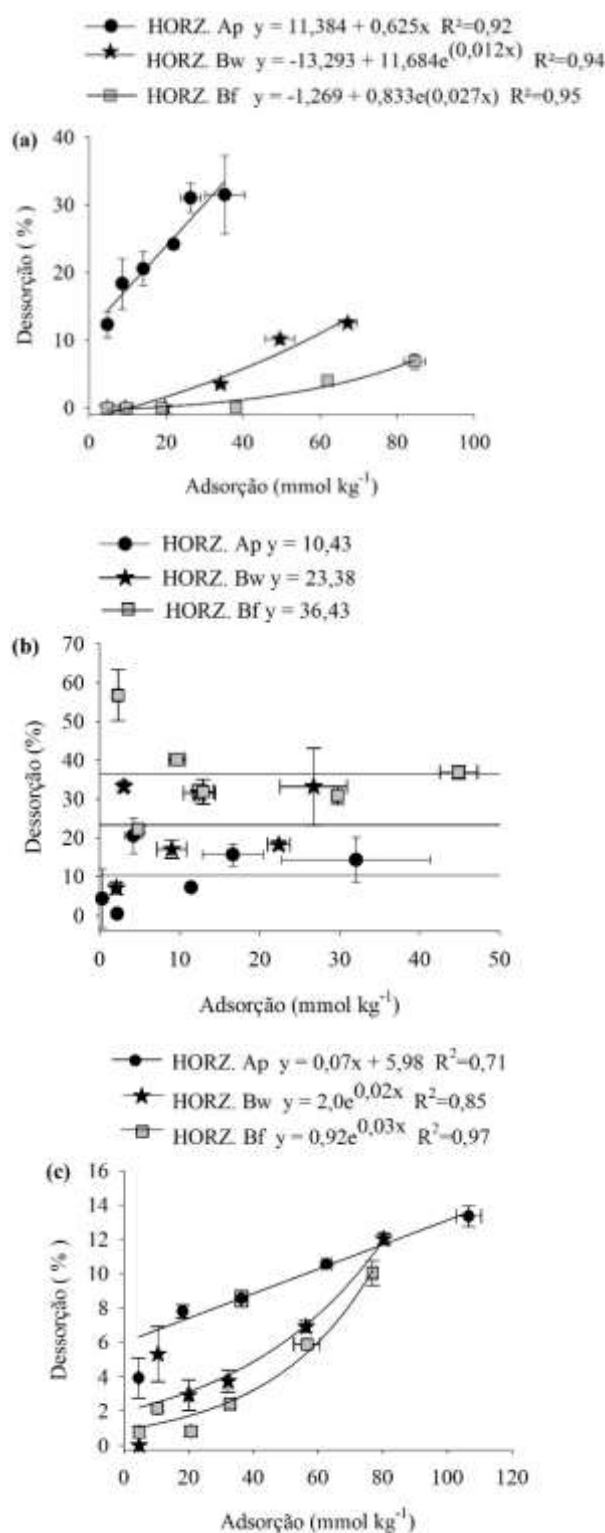 HORZ. Ap y = 11,384 + 0,625x R²=0,92
HORZ. Bw y = -13,293 + 11,684e(0,012x) R²=0,94
HORZ. Bf y = -1,269 + 0,833e(0,027x) R²=0,95
(a)
Dessorção ( % )
40
30
20
10
0
0 20 40 60 80 100
Adsorção (mmol kg-1)
HORZ. Ap y = 10,43
HORZ. Bw y = 23,38
HORZ. Bf y = 36,43
(b)
Dessorção (%)
70
60
50
40
30
20
10
0
0 10 20 30 40 50
Adsorção (mmol kg-1)
HORZ. Ap y = 0,07x + 5,98 R2=0,71
HORZ. Bw y = 2,0e0,02x R2=0,85
HORZ. Bf y = 0,92e0,03x R2=0,97
(c)
Dessorção ( % )
16
14
12
10
8
6
4
2
0
0 20 40 60 80 100 120
Adsorção (mmol kg-1)